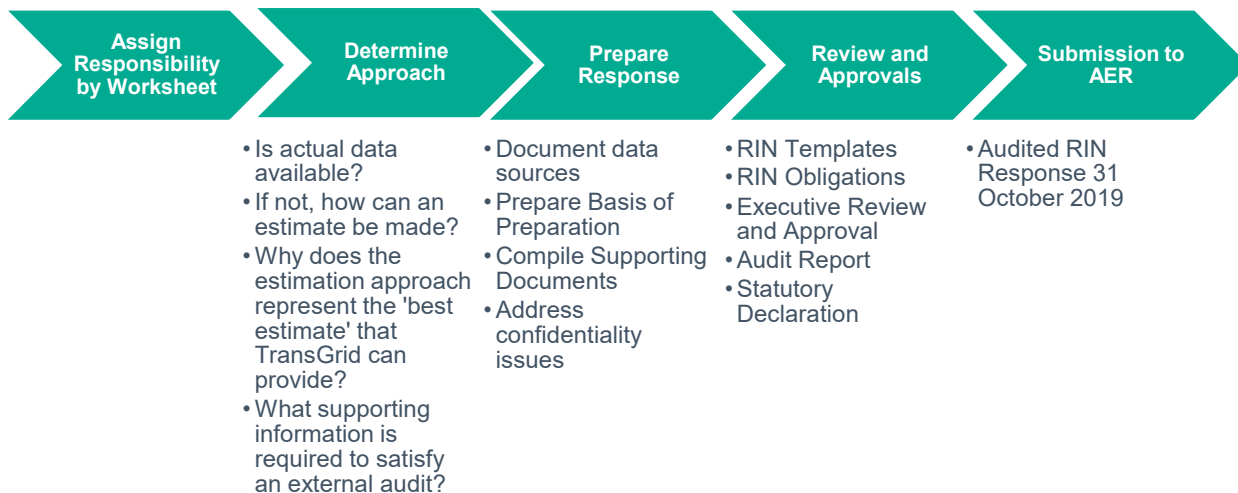 Assign
Responsibility
by Worksheet
Determine
Approach
Prepare
Response
Review and
Approvals
Submission to
AER
• Is actual data
available?
• If not, how can an
estimate be made?
• Why does the
estimation approach
represent the 'best
estimate' that
TransGrid can
provide?
• What supporting
information is
required to satisfy
an external audit?
• Document data
sources
• Prepare Basis of
Preparation
• Compile Supporting
Documents
• Address
confidentiality
issues
• RIN Templates
• RIN Obligations
• Executive Review
and Approval
• Audit Report
• Statutory
Declaration
• Audited RIN
Response 31
October 2019